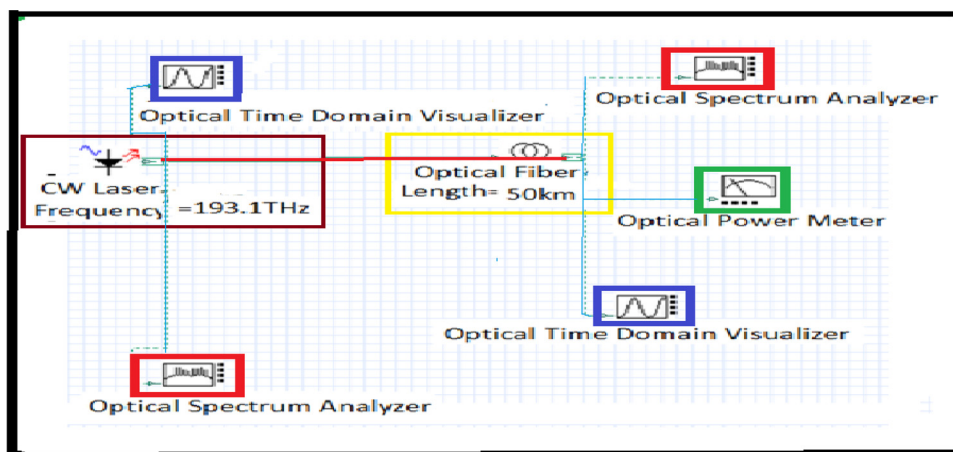 Optical Time Domain Visualizer
Optical Spectrum Analyzer
CW Laser
Frequency =193.1THz
Optical Fiber
Length= 50km
Optical Power Meter
Optical Time Domain Visualizer
Optical Spectrum Analyzer